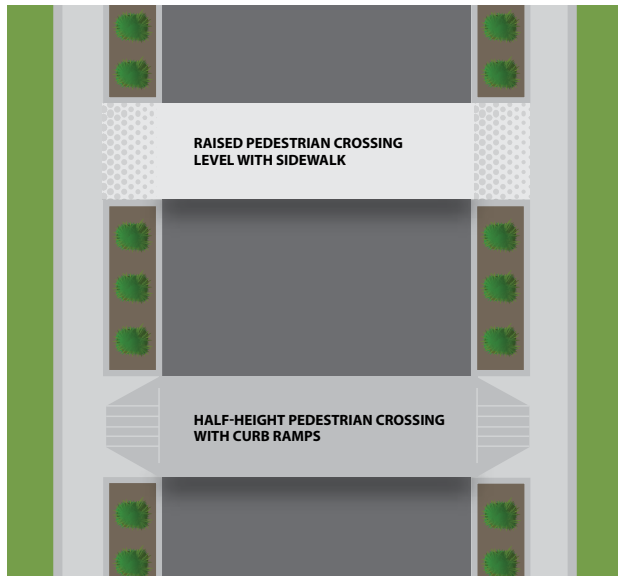 RAISED PEDESTRIAN CROSSING
LEVEL WITH SIDEWALK
HALF-HEIGHT PEDESTRIAN CROSSING
WITH CURB RAMPS